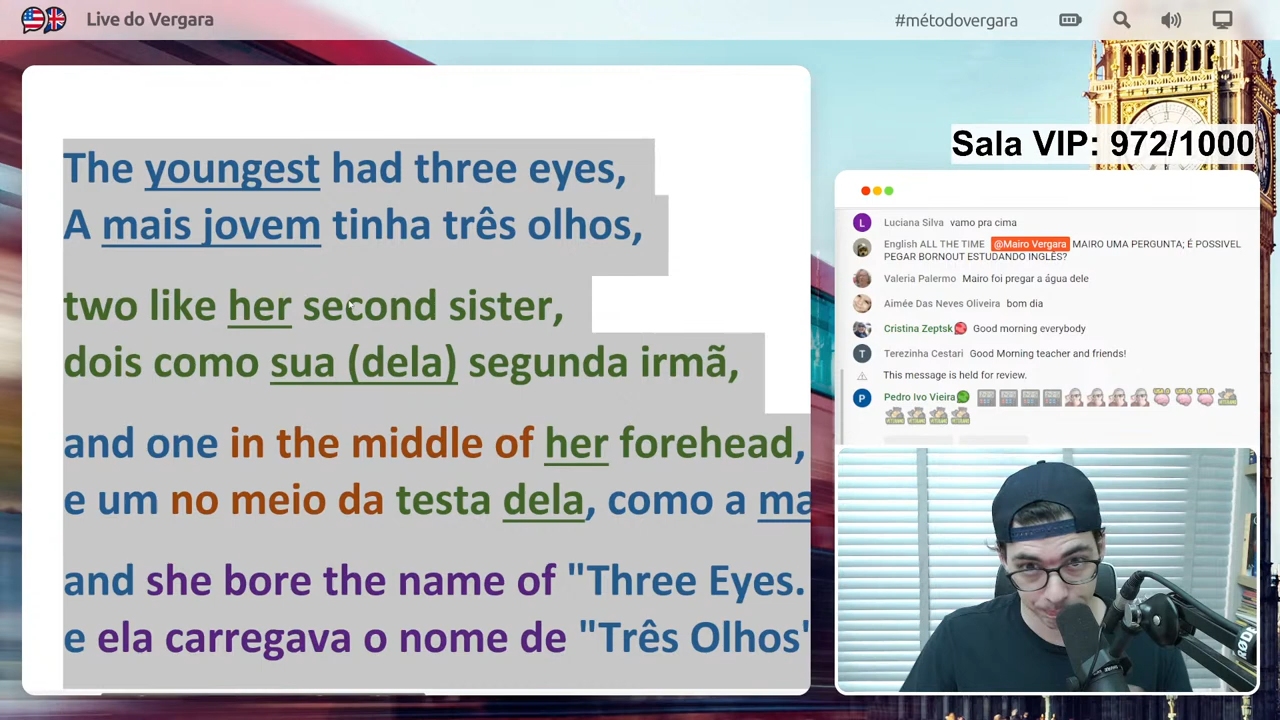 Live do Vergara
#métodovergara
The youngest had three eyes,
A mais jovem tinha três olhos,
two like her second sister,
dois como sua (dela) segunda irmã,
and one in the middle of her forehead,
e um no meio da testa dela, como a ma
and she bore the name of "Three Eyes.
e ela carregava o nome de "Três Olhos"
Sala VIP: 972/1000
L Luciana Silva vamo pra cima
English ALL THE TIME @Mairo Vergara MAIRO UMA PERGUNTA; É POSSIVEL
PEGAR BORNOUT ESTUDANDO INGLÊS?
Valeria Palermo Mairo foi pregar a água dele
Aimée Das Neves Oliveira bom dia
Cristina Zeptsk Good morning everybody
T Terezinha Cestari Good Morning teacher and friends!
This message is held for review.
P Pedro Ivo Vieira
RØDE